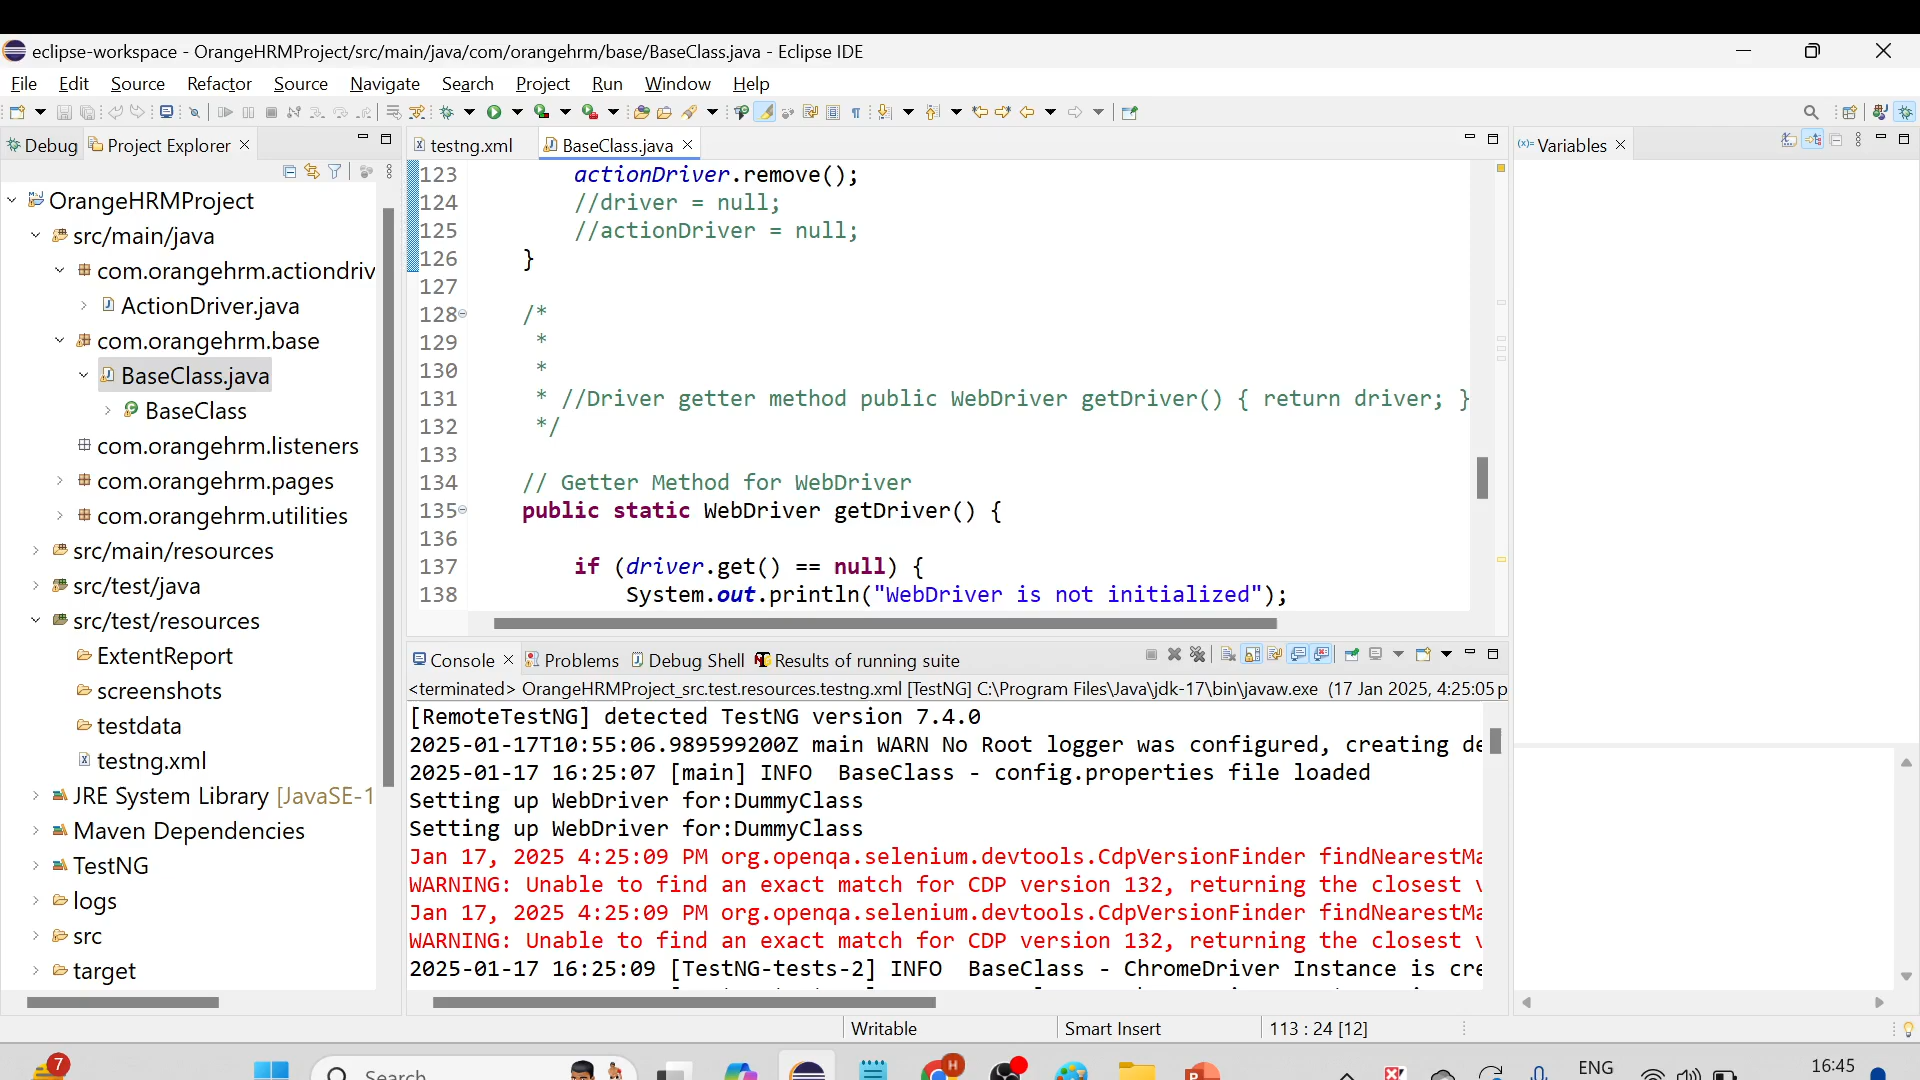 eclipse-workspace - OrangeHRMProject/src/main/java/com/orangehrm/base/BaseClass.java - Eclipse IDE
File Edit Source Refactor Source Navigate Search Project Run Window Help
Debug Project Explorer
testng.xml BaseClass.java
Variables
OrangeHRMProject
src/main/java
com.orangehrm.actiondriv
ActionDriver.java
com.orangehrm.base
BaseClass.java
BaseClass
com.orangehrm.listeners
com.orangehrm.pages
com.orangehrm.utilities
src/main/resources
src/test/java
src/test/resources
ExtentReport
screenshots
testdata
testng.xml
JRE System Library [JavaSE-1
Maven Dependencies
TestNG
logs
src
target
123 actionDriver.remove();
124 //driver = null;
125 //actionDriver = null;
126 }
127
128 /*
129 *
130 *
131 * //Driver getter method public WebDriver getDriver() { return driver; }
132 */
133
134 // Getter Method for WebDriver
135 public static WebDriver getDriver() {
136
137 if (driver.get() == null) {
138 System.out.println("WebDriver is not initialized");
Console Problems Debug Shell Results of running suite
<terminated> OrangeHRMProject_src.test.resources.testng.xml [TestNG] C:\Program Files\Java\jdk-17\bin\javaw.exe (17 Jan 2025, 4:25:05 p
[RemoteTestNG] detected TestNG version 7.4.0
2025-01-17T10:55:06.989599200Z main WARN No Root logger was configured, creating de
2025-01-17 16:25:07 [main] INFO BaseClass - config.properties file loaded
Setting up WebDriver for:DummyClass
Setting up WebDriver for:DummyClass
Jan 17, 2025 4:25:09 PM org.openqa.selenium.devtools.CdpVersionFinder findNearestMa
WARNING: Unable to find an exact match for CDP version 132, returning the closest v
Jan 17, 2025 4:25:09 PM org.openqa.selenium.devtools.CdpVersionFinder findNearestMa
WARNING: Unable to find an exact match for CDP version 132, returning the closest v
2025-01-17 16:25:09 [TestNG-tests-2] INFO BaseClass - ChromeDriver Instance is cre
Writable Smart Insert 113 : 24 [12]
7 Search H P ENG 16:45